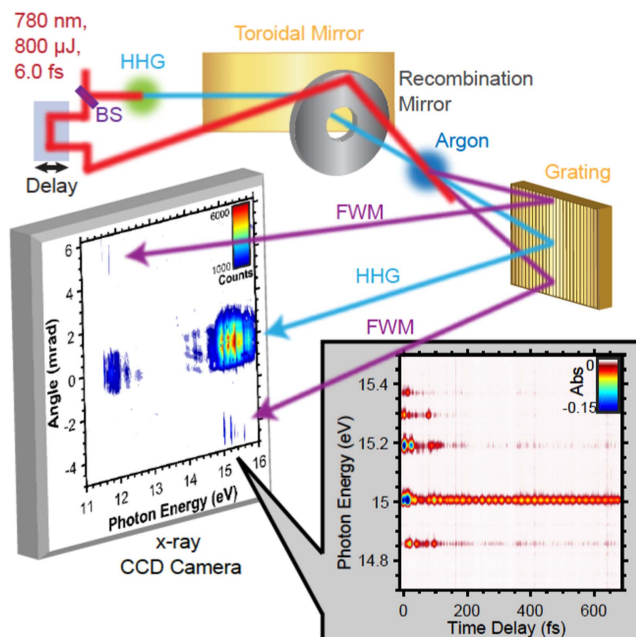 780 nm,
800 µJ,
6.0 fs
HHG
BS
Delay
Toroidal Mirror
Recombination
Mirror
Argon
Grating
FWM
HHG
FWM
6000
1000
Counts
6
4
2
0
-2
-4
Angle (mrad)
11 12 13 14 15 16
Photon Energy (eV)
x-ray
CCD Camera
0
-0.15
Abs
15.4
15.2
15
14.8
Photon Energy (eV)
0 200 400 600
Time Delay (fs)